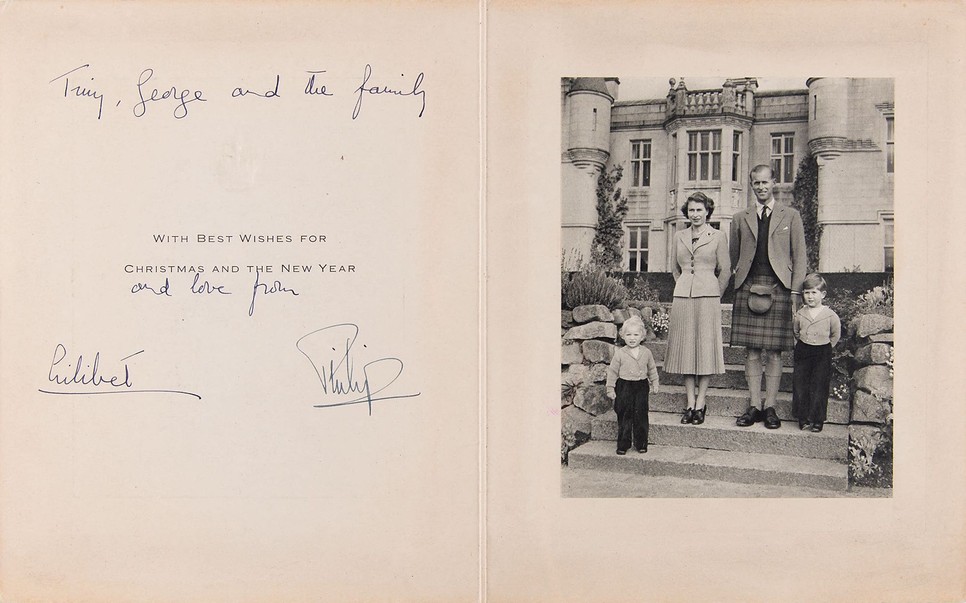 Tiny, George and the family
WITH BEST WISHES FOR
CHRISTMAS AND THE NEW YEAR
and love from
Lilibet
Philip